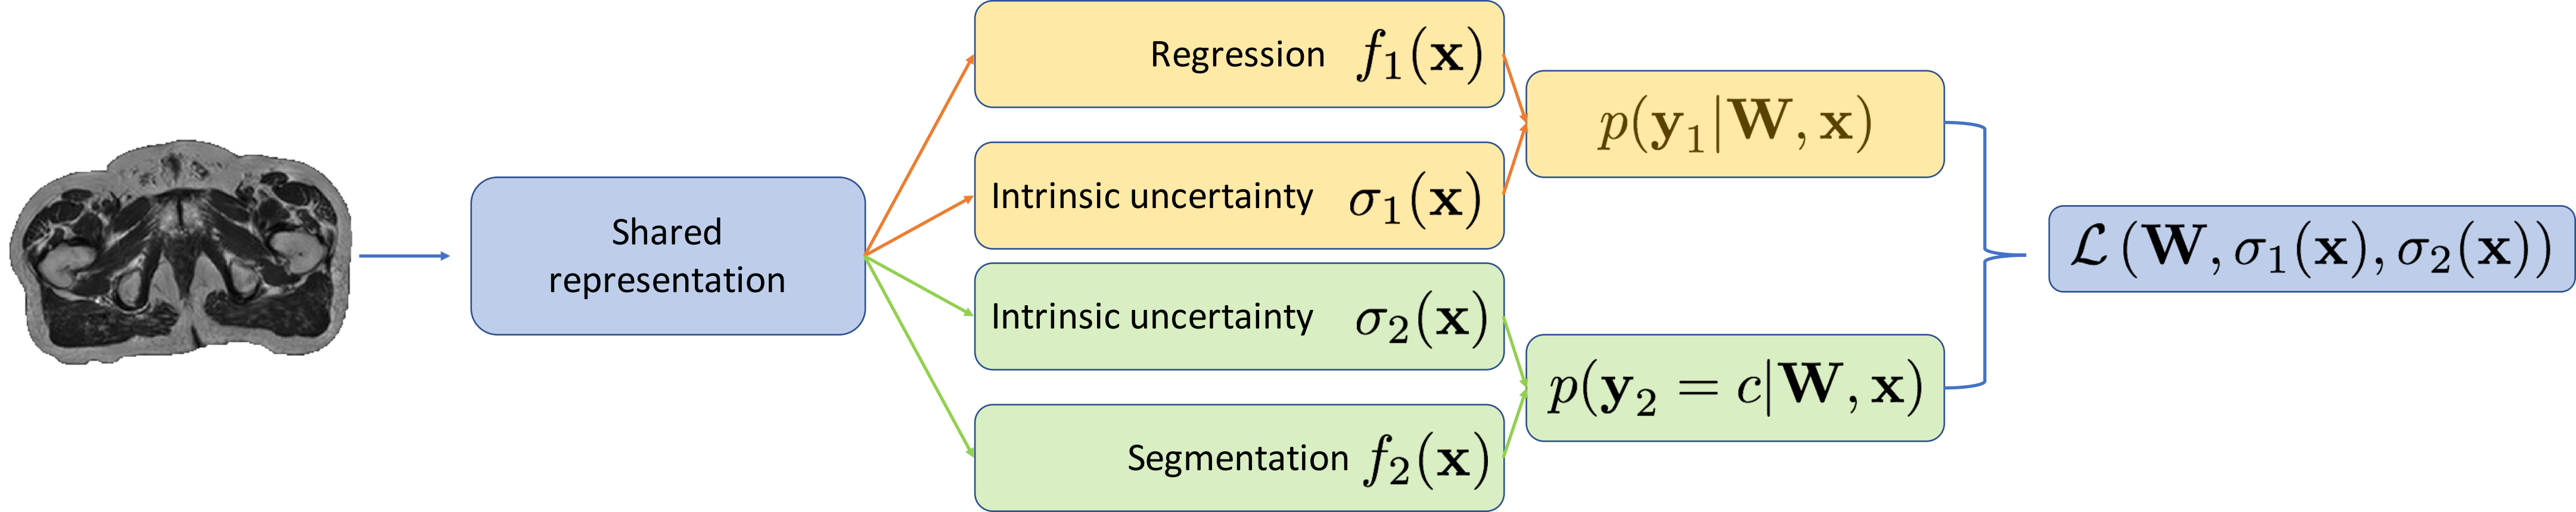 Shared
representation
Regression f₁(𝐱)
Intrinsic uncertainty σ₁(𝐱)
Intrinsic uncertainty σ₂(𝐱)
Segmentation f₂(𝐱)
p(𝐲₁|𝐖, 𝐱)
p(𝐲₂ = c|𝐖, 𝐱)
ℒ(𝐖, σ₁(𝐱), σ₂(𝐱))